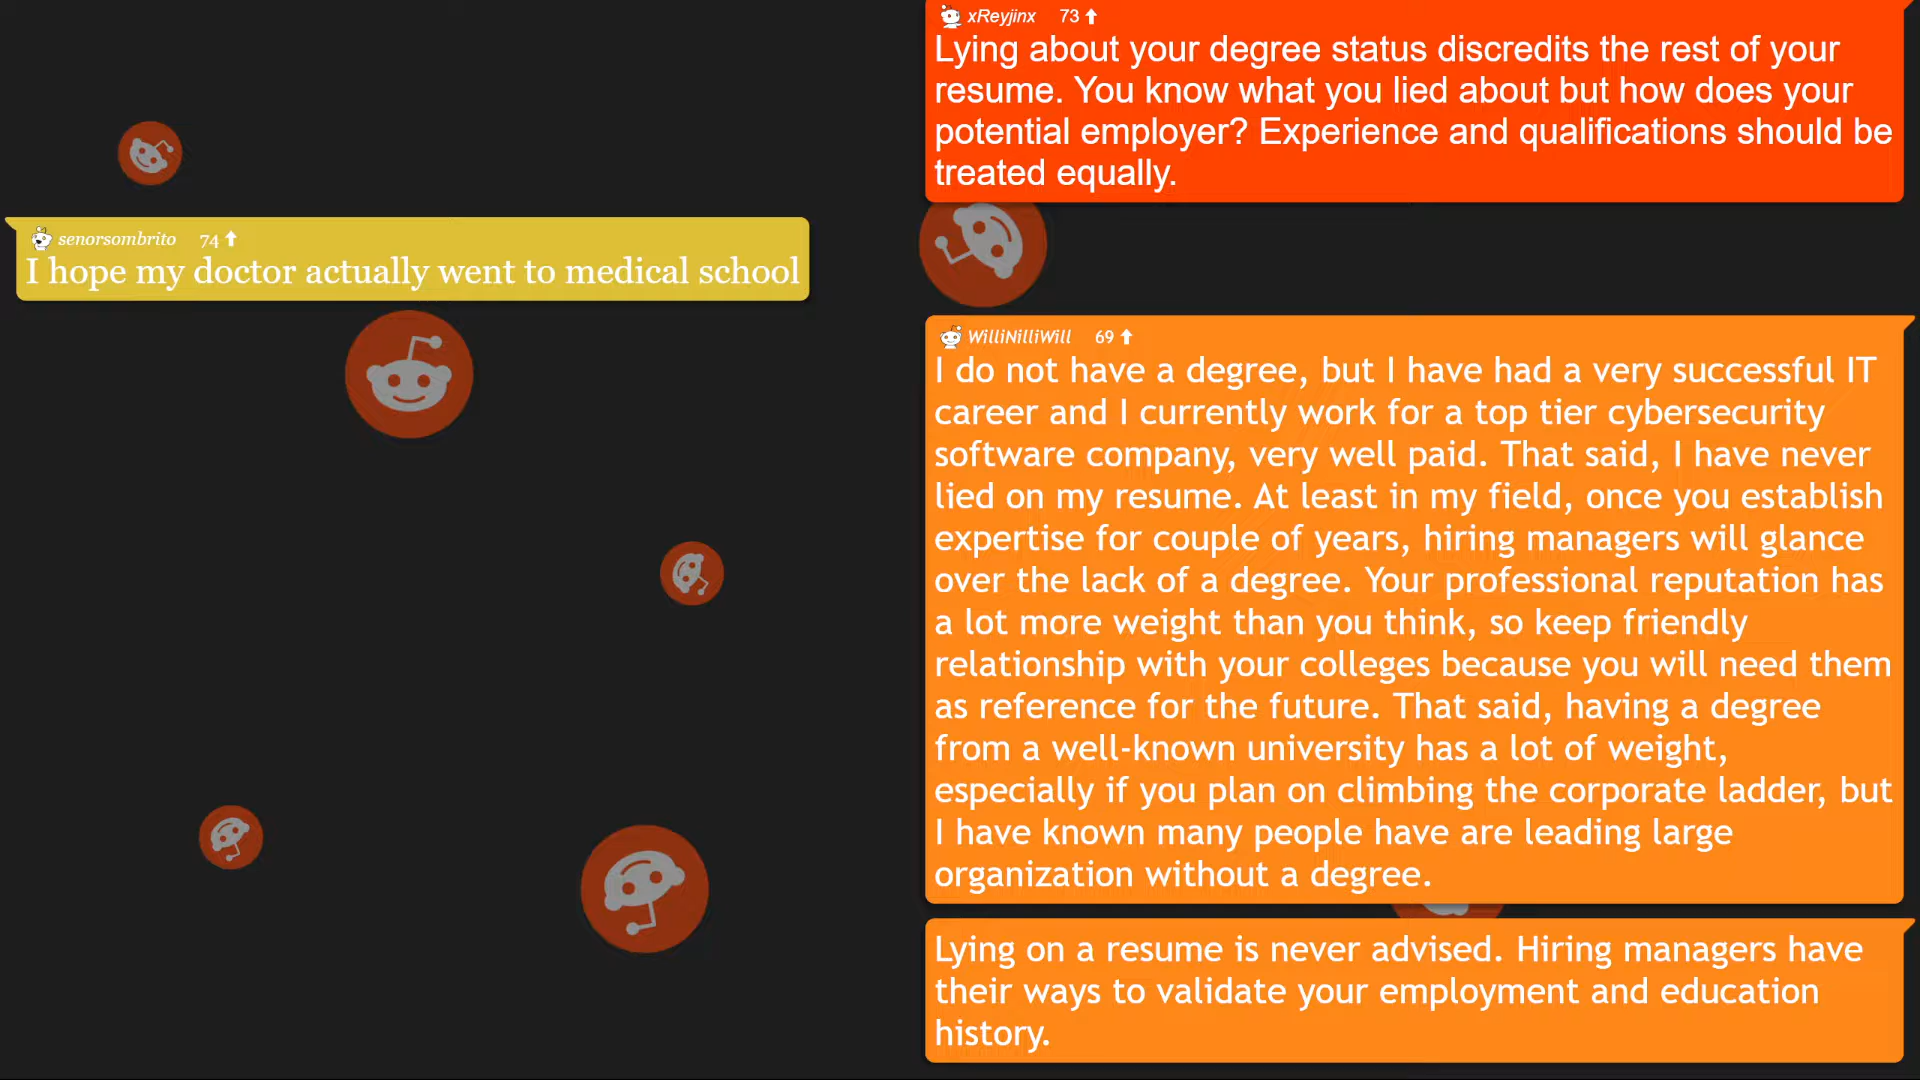 xReyjinx 73
Lying about your degree status discredits the rest of your
resume. You know what you lied about but how does your
potential employer? Experience and qualifications should be
treated equally.
senorsombrito 74
I hope my doctor actually went to medical school
WilliNilliWill 69
I do not have a degree, but I have had a very successful IT
career and I currently work for a top tier cybersecurity
software company, very well paid. That said, I have never
lied on my resume. At least in my field, once you establish
expertise for couple of years, hiring managers will glance
over the lack of a degree. Your professional reputation has
a lot more weight than you think, so keep friendly
relationship with your colleges because you will need them
as reference for the future. That said, having a degree
from a well-known university has a lot of weight,
especially if you plan on climbing the corporate ladder, but
I have known many people have are leading large
organization without a degree.
Lying on a resume is never advised. Hiring managers have
their ways to validate your employment and education
history.